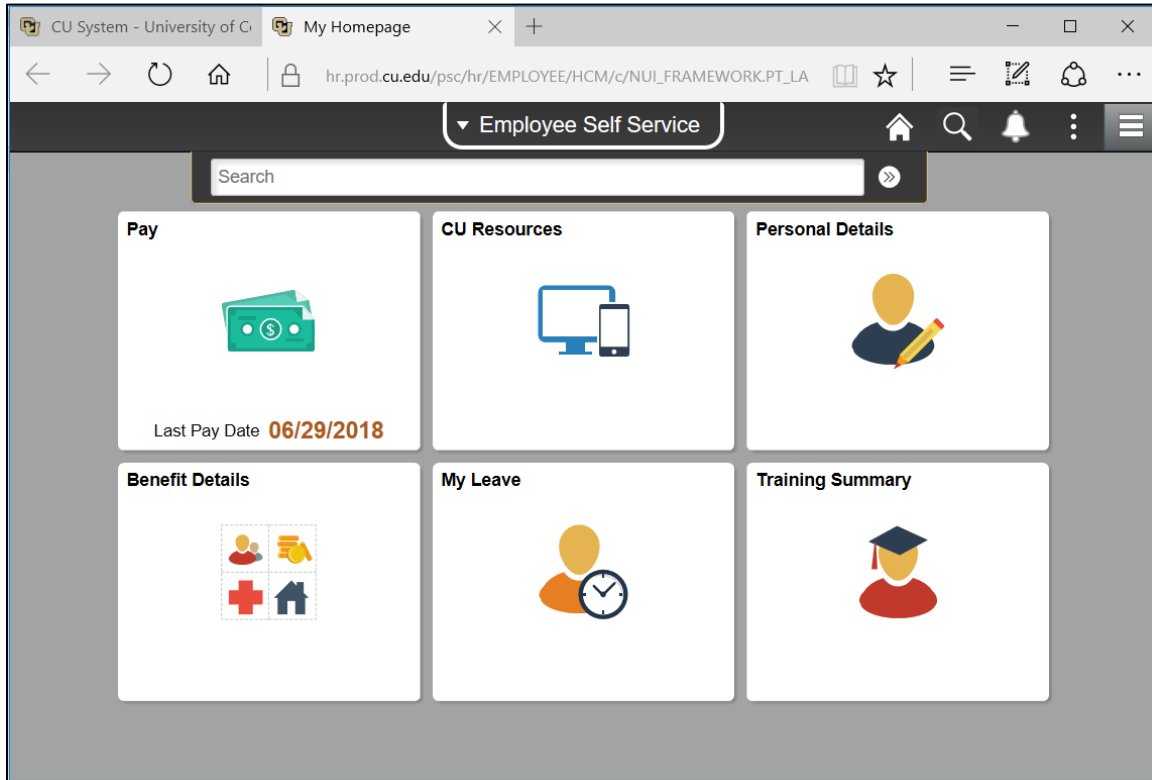 CU System - University of C
My Homepage
hr.prod.cu.edu/psc/hr/EMPLOYEE/HCM/c/NUI_FRAMEWORK.PT_LA
Employee Self Service
Search
Pay
Last Pay Date 06/29/2018
CU Resources
Personal Details
Benefit Details
My Leave
Training Summary